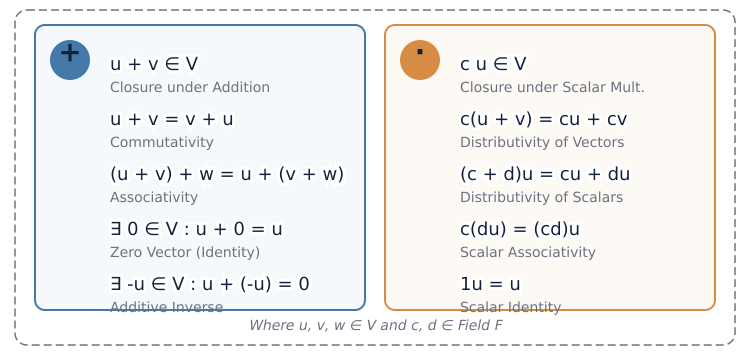 +
u + v ∈ V
Closure under Addition
u + v = v + u
Commutativity
(u + v) + w = u + (v + w)
Associativity
∃ 0 ∈ V : u + 0 = u
Zero Vector (Identity)
∃ -u ∈ V : u + (-u) = 0
Additive Inverse
·
c u ∈ V
Closure under Scalar Mult.
c(u + v) = cu + cv
Distributivity of Vectors
(c + d)u = cu + du
Distributivity of Scalars
c(du) = (cd)u
Scalar Associativity
1u = u
Scalar Identity
Where u, v, w ∈ V and c, d ∈ Field F